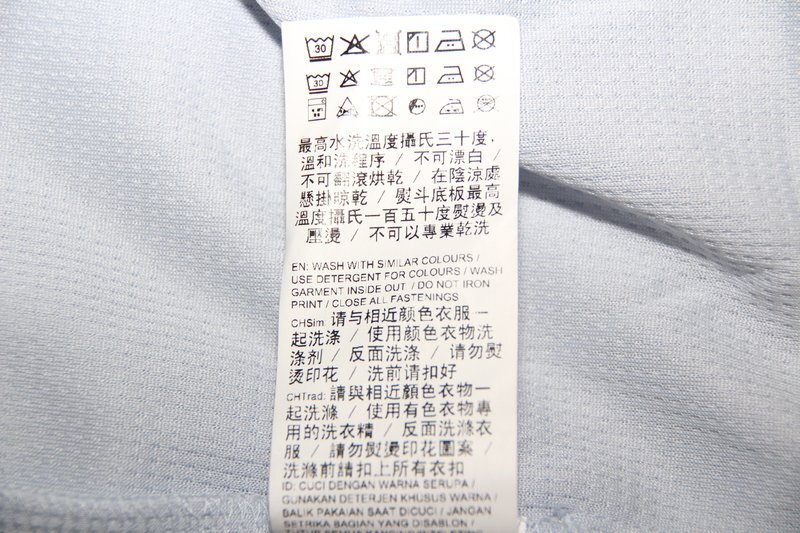 30
30
最高水洗溫度攝氏三十度,
溫和洗程序 / 不可漂白 /
不可翻滾烘乾 / 在陰涼處
懸掛晾乾 / 熨斗底板最高
溫度攝氏一百五十度熨燙及
壓燙 / 不可以專業乾洗
EN: WASH WITH SIMILAR COLOURS /
USE DETERGENT FOR COLOURS / WASH
GARMENT INSIDE OUT / DO NOT IRON
PRINT / CLOSE ALL FASTENINGS
CHSim: 请与相近颜色衣服一
起洗涤 / 使用颜色衣物洗
涤剂 / 反面洗涤 / 请勿熨
烫印花 / 洗前请扣好
CHTrad: 請與相近顏色衣物一
起洗滌 / 使用有色衣物專
用的洗衣精 / 反面洗滌衣
服 / 請勿熨燙印花圖案 /
洗滌前請扣上所有衣扣
ID: CUCI DENGAN WARNA SERUPA /
GUNAKAN DETERJEN KHUSUS WARNA /
BALIK PAKAIAN SAAT DICUCI / JANGAN
SETRIKA BAGIAN YANG DISABLON /
TUTUP SEMUA KANCING